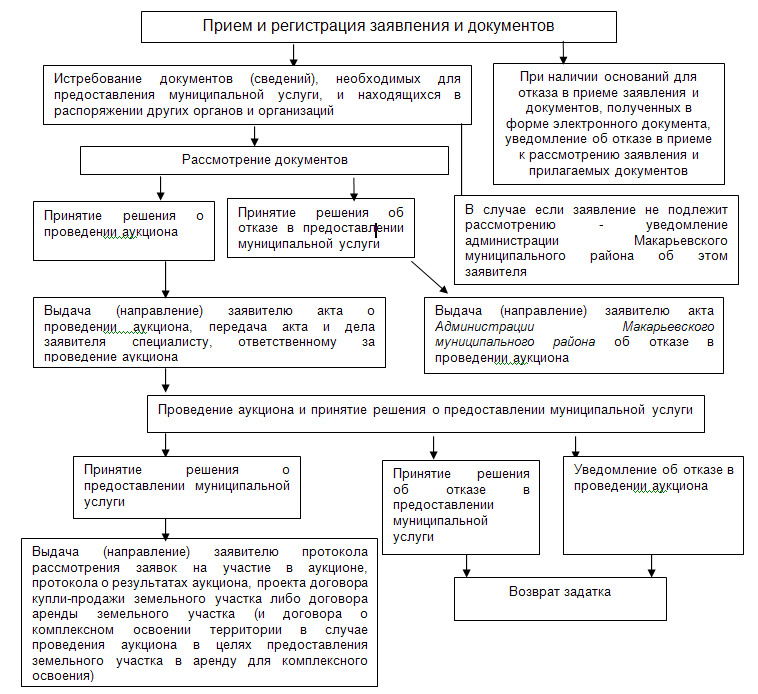 Прием и регистрация заявления и документов
Истребование документов (сведений), необходимых для
предоставления муниципальной услуги, и находящихся в
распоряжении других органов и организаций
При наличии оснований для
отказа в приеме заявления и
документов, полученных в
форме электронного документа,
уведомление об отказе в приеме
к рассмотрению заявления и
прилагаемых документов
Рассмотрение документов
Принятие решения о
проведении аукциона
Принятие решения об
отказе в предоставлении
муниципальной услуги
В случае если заявление не подлежит
рассмотрению - уведомление
администрации Макарьевского
муниципального района об этом
заявителя
Выдача (направление) заявителю акта о
проведении аукциона, передача акта и дела
заявителя специалисту, ответственному за
проведение аукциона
Выдача (направление) заявителю акта
Администрации Макарьевского
муниципального района об отказе в
проведении аукциона
Проведение аукциона и принятие решения о предоставлении муниципальной услуги
Принятие решения о
предоставлении муниципальной
услуги
Принятие решения
об отказе в
предоставлении
муниципальной
услуги
Уведомление об отказе в
проведении аукциона
Выдача (направление) заявителю протокола
рассмотрения заявок на участие в аукционе,
протокола о результатах аукциона, проекта договора
купли-продажи земельного участка либо договора
аренды земельного участка (и договора о
комплексном освоении территории в случае
проведения аукциона в целях предоставления
земельного участка в аренду для комплексного
освоения)
Возврат задатка